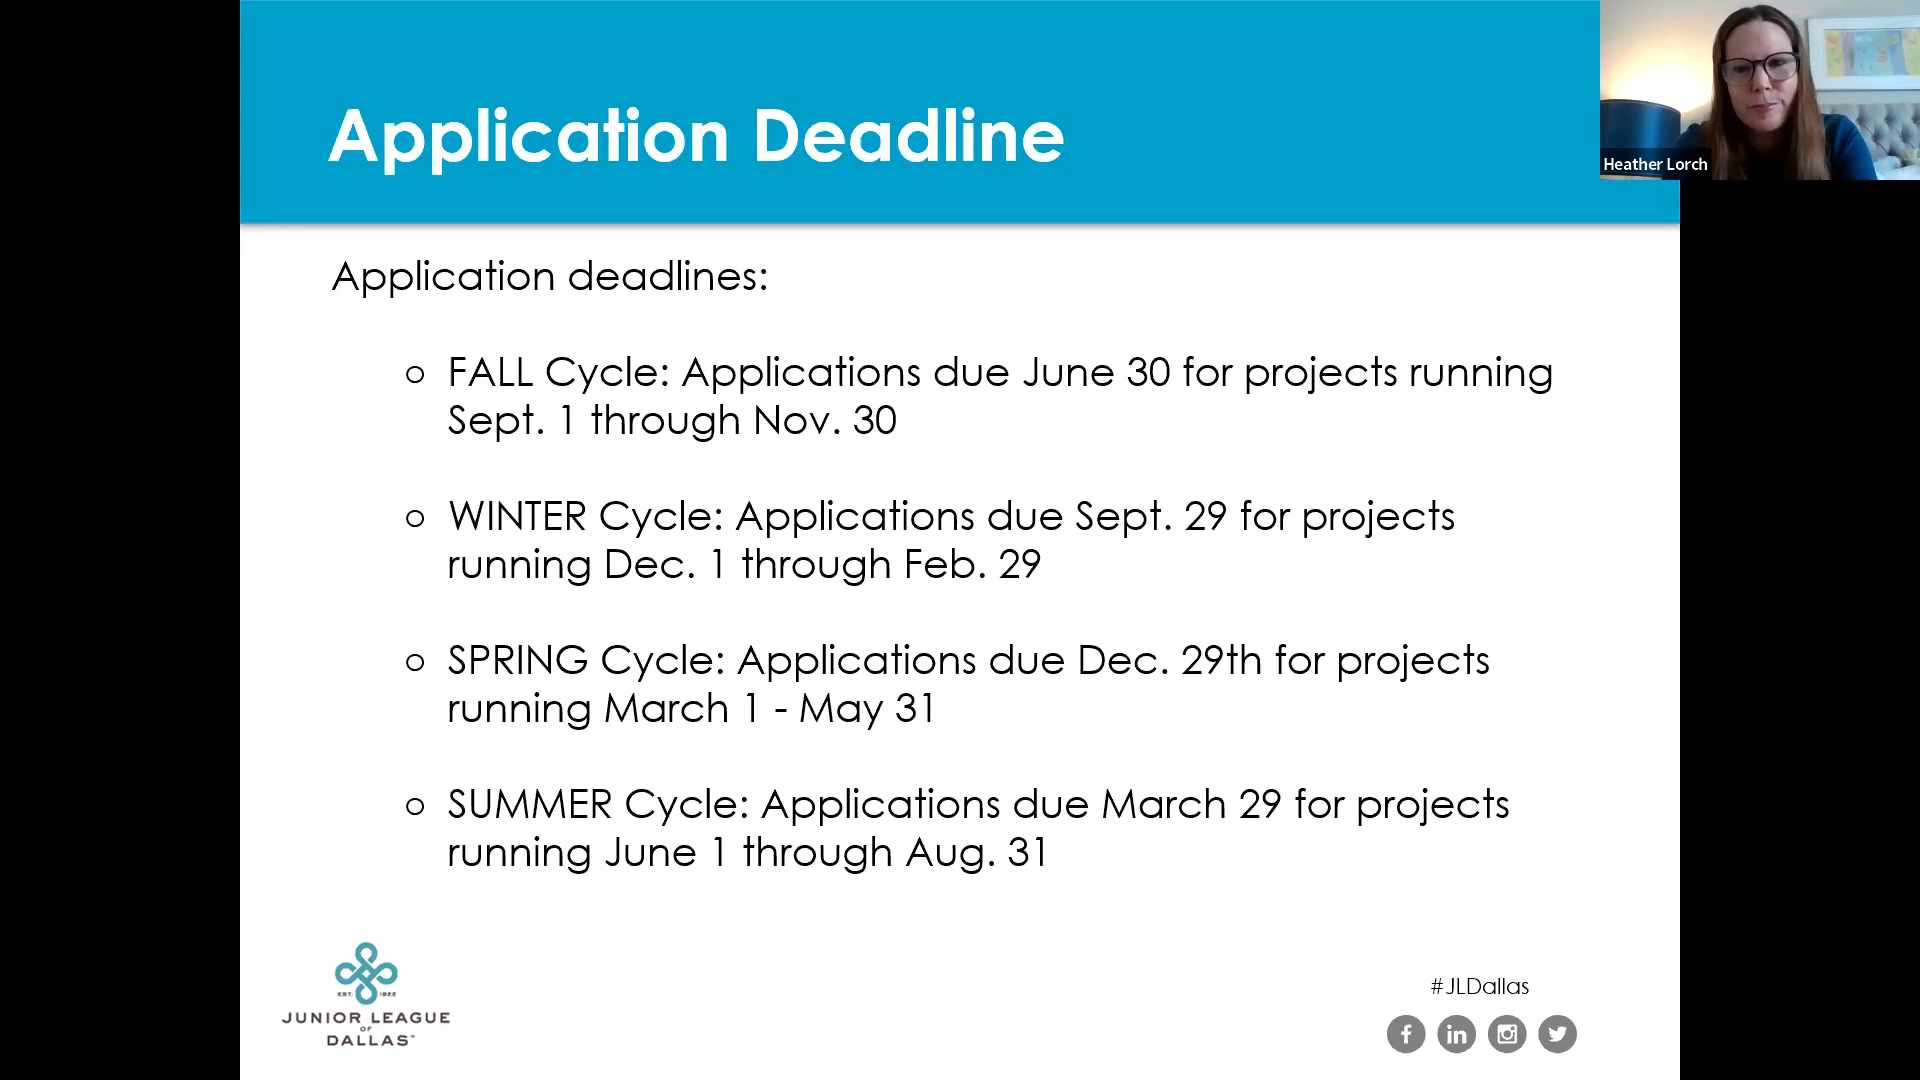 Application Deadline
Heather Lorch
Application deadlines:
○ FALL Cycle: Applications due June 30 for projects running
Sept. 1 through Nov. 30
○ WINTER Cycle: Applications due Sept. 29 for projects
running Dec. 1 through Feb. 29
○ SPRING Cycle: Applications due Dec. 29th for projects
running March 1 - May 31
○ SUMMER Cycle: Applications due March 29 for projects
running June 1 through Aug. 31
EST. 1922
JUNIOR LEAGUE
OF
DALLAS™
#JLDallas